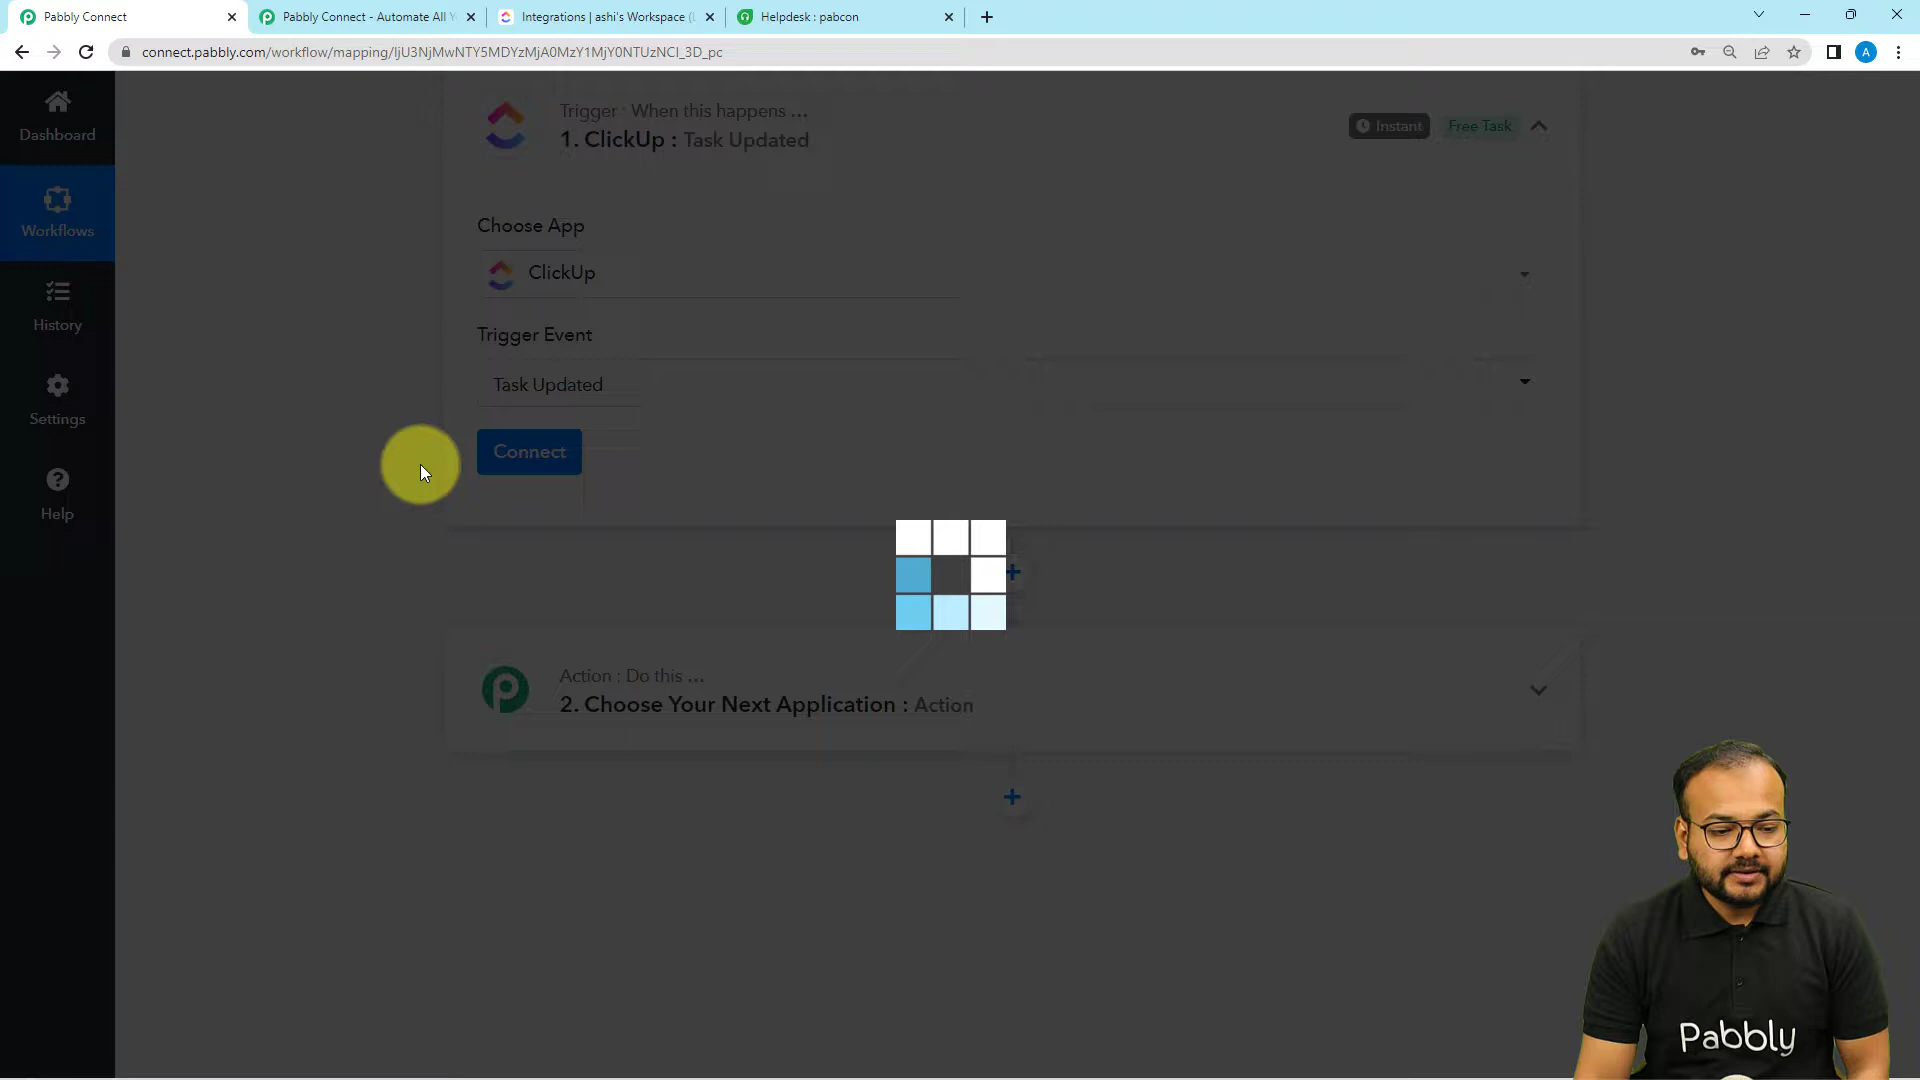 Pabbly Connect
Pabbly Connect - Automate All Y
Integrations | ashi's Workspace (
Helpdesk : pabcon
connect.pabbly.com/workflow/mapping/IjU3NjMwNTY5MDYzMjA0MzY1MjY0NTUzNCI_3D_pc
A
Dashboard
Workflows
History
Settings
Help
Trigger : When this happens ...
1. ClickUp : Task Updated
Instant
Free Task
Choose App
ClickUp
Trigger Event
Task Updated
Connect
Action : Do this ...
2. Choose Your Next Application : Action
Pabbly